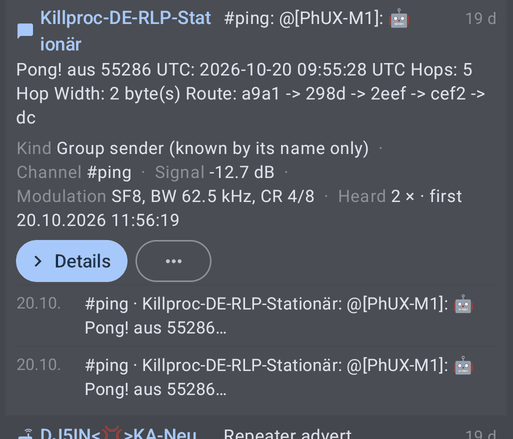 Killproc-DE-RLP-Stat #ping: @[PhUX-M1]: 🤖 19 d
ionär
Pong! aus 55286 UTC: 2026-10-20 09:55:28 UTC Hops: 5
Hop Width: 2 byte(s) Route: a9a1 -> 298d -> 2eef -> cef2 ->
dc
Kind Group sender (known by its name only) ·
Channel #ping · Signal -12.7 dB ·
Modulation SF8, BW 62.5 kHz, CR 4/8 · Heard 2 × · first
20.10.2026 11:56:19
> Details ···
20.10. #ping · Killproc-DE-RLP-Stationär: @[PhUX-M1]: 🤖
Pong! aus 55286…
20.10. #ping · Killproc-DE-RLP-Stationär: @[PhUX-M1]: 🤖
Pong! aus 55286…
DJ5IN<💢>KA-Neu Repeater advert 19 d